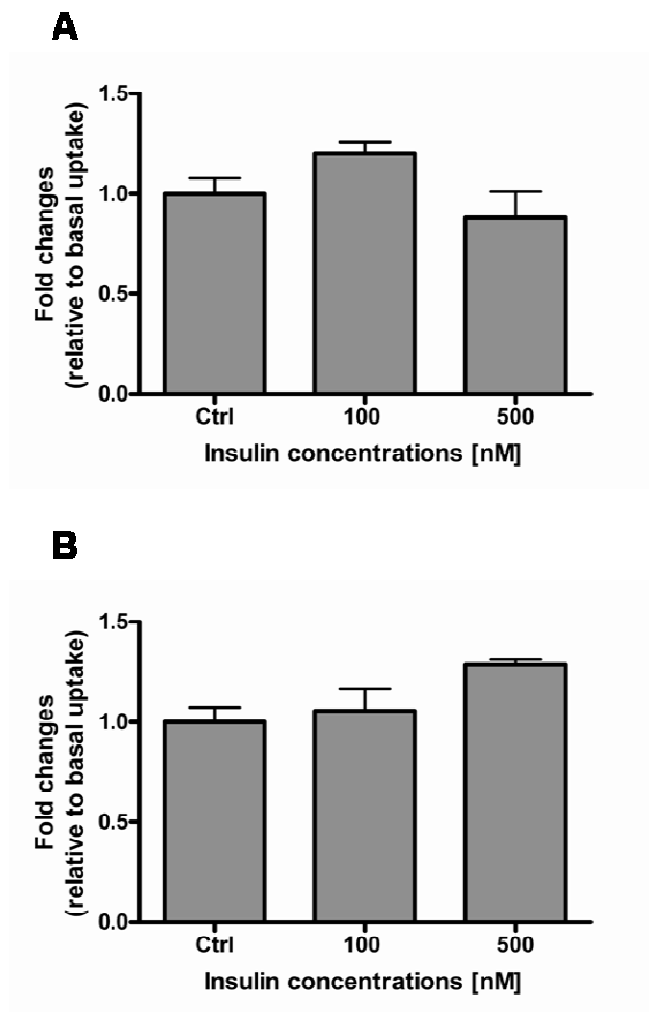 A
Fold changes
(relative to basal uptake)
1.5
1.0
0.5
0.0
Ctrl 100 500
Insulin concentrations [nM]
B
Fold changes
(relative to basal uptake)
1.5
1.0
0.5
0.0
Ctrl 100 500
Insulin concentrations [nM]